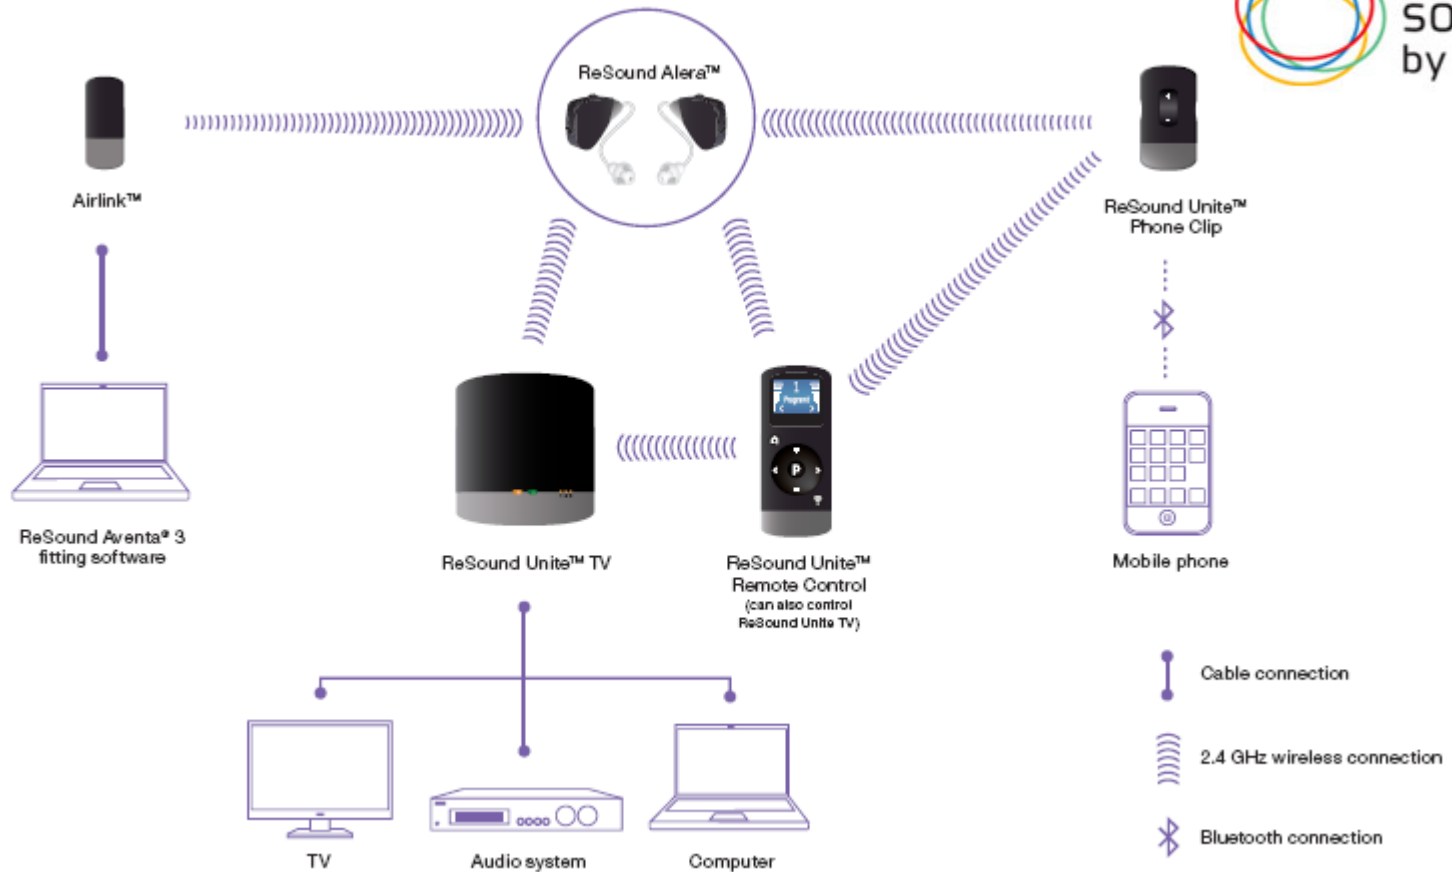 so
by
ReSound Alera™
Airlink™
ReSound Unite™
Phone Clip
ReSound Aventa® 3
fitting software
1
Program1
P
ReSound Unite™ TV
ReSound Unite™
Remote Control
(can also control
ReSound Unite TV)
Mobile phone
Cable connection
2.4 GHz wireless connection
Bluetooth connection
TV
Audio system
Computer